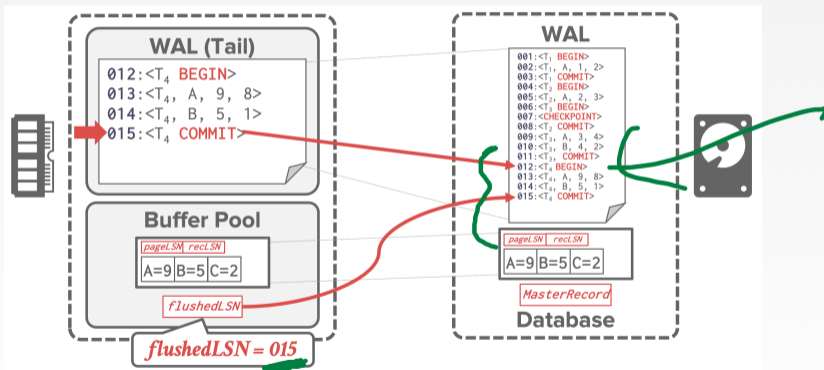 WAL (Tail)
012:<T4 BEGIN>
013:<T4, A, 9, 8>
014:<T4, B, 5, 1>
015:<T4 COMMIT>
Buffer Pool
pageLSN recLSN
A=9 B=5 C=2
flushedLSN
flushedLSN = 015
WAL
001:<T1 BEGIN>
002:<T1, A, 1, 2>
003:<T1 COMMIT>
004:<T2 BEGIN>
005:<T2, A, 2, 3>
006:<T3 BEGIN>
007:<CHECKPOINT>
008:<T2 COMMIT>
009:<T3, A, 3, 4>
010:<T3, B, 4, 2>
011:<T3, COMMIT>
012:<T4 BEGIN>
013:<T4, A, 9, 8>
014:<T4, B, 5, 1>
015:<T4 COMMIT>
pageLSN recLSN
A=9 B=5 C=2
MasterRecord
Database